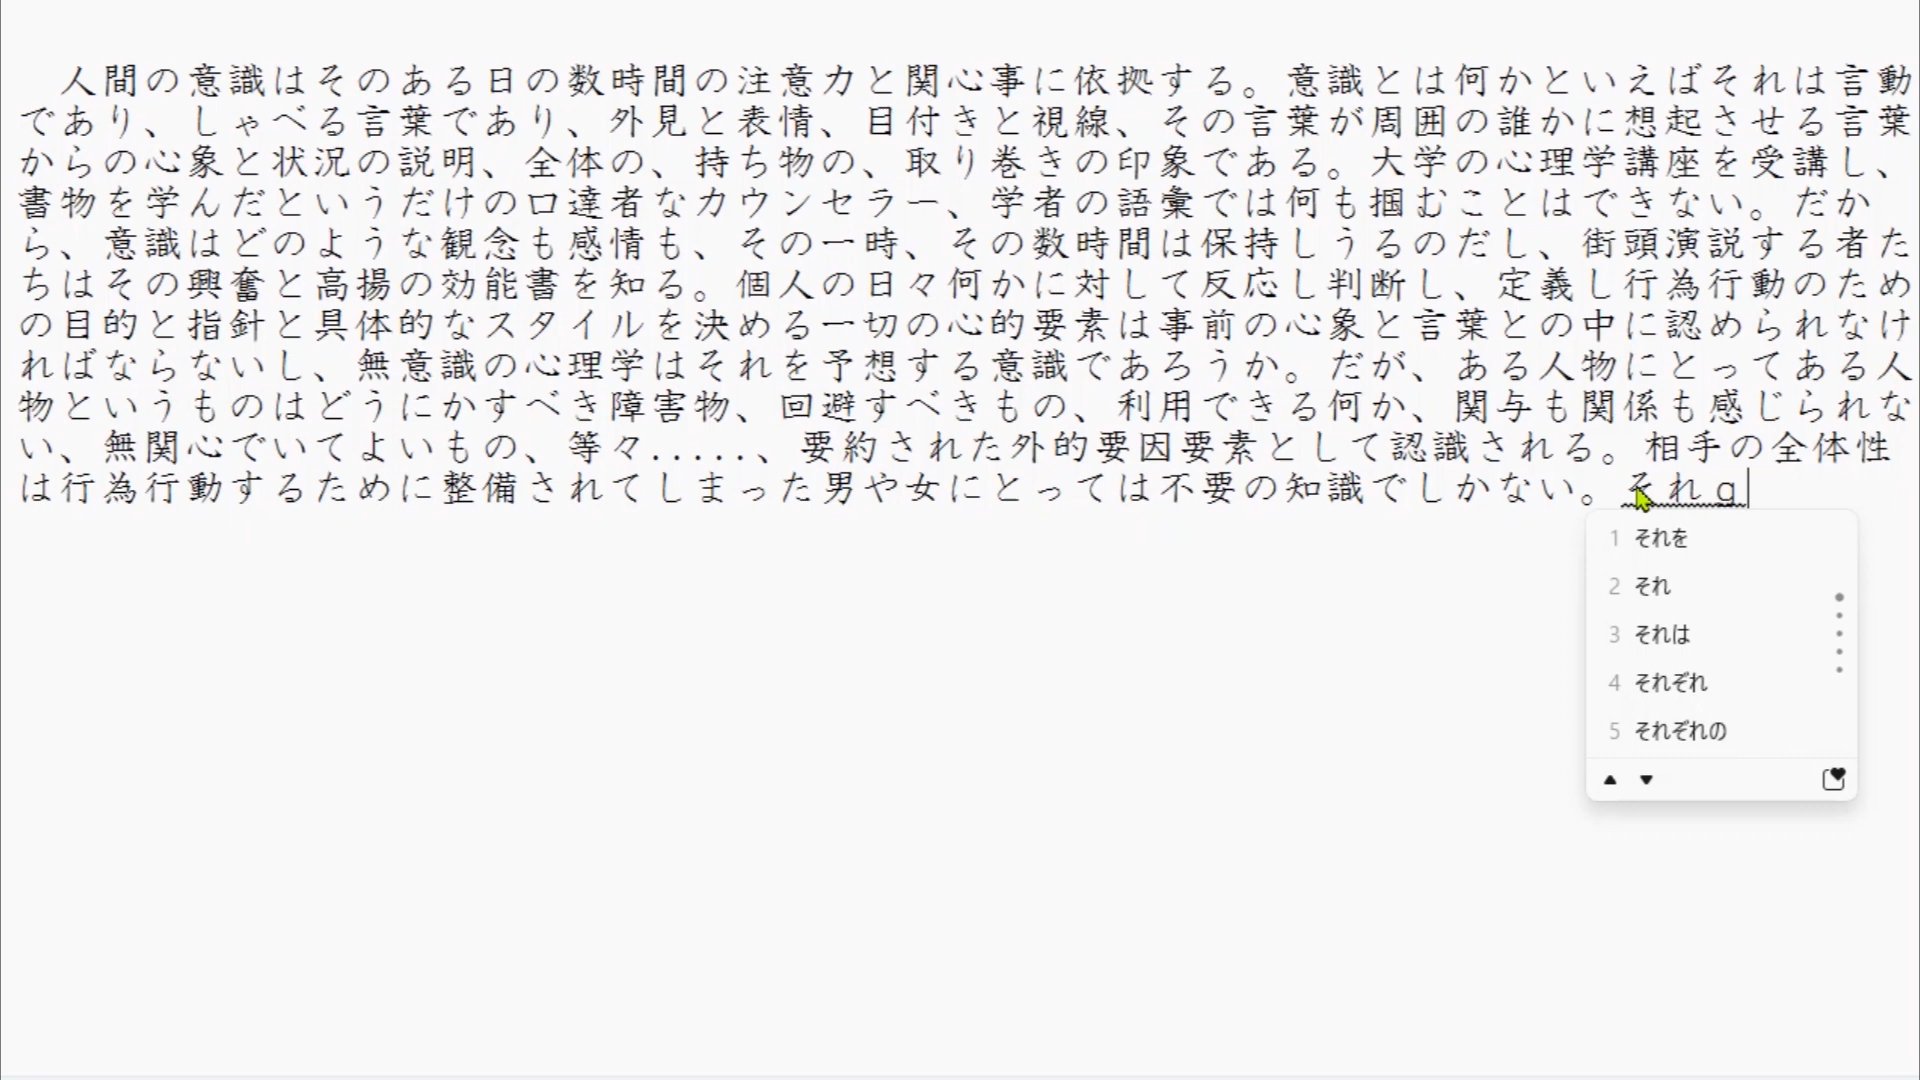 人間の意識はそのある日の数時間の注意力と関心事に依拠する。意識とは何かといえばそれは言動
であり、しゃべる言葉であり、外見と表情、目付きと視線、その言葉が周囲の誰かに想起させる言葉
からの心象と状況の説明、全体の、持ち物の、取り巻きの印象である。大学の心理学講座を受講し、
書物を学んだというだけの口達者なカウンセラー、学者の語彙では何も掴むことはできない。だか
ら、意識はどのような観念も感情も、その一時、その数時間は保持しうるのだし、街頭演説する者た
ちはその興奮と高揚の効能書を知る。個人の日々何かに対して反応し判断し、定義し行為行動のため
の目的と指針と具体的なスタイルを決める一切の心的要素は事前の心象と言葉との中に認められなけ
ればならないし、無意識の心理学はそれを予想する意識であろうか。だが、ある人物にとってある人
物というものはどうにかすべき障害物、回避すべきもの、利用できる何か、関与も関係も感じられな
い、無関心でいてよいもの、等々.....、要約された外的要因要素として認識される。相手の全体性
は行為行動するために整備されてしまった男や女にとっては不要の知識でしかない。それｇ
1 それを
2 それ
3 それは
4 それぞれ
5 それぞれの